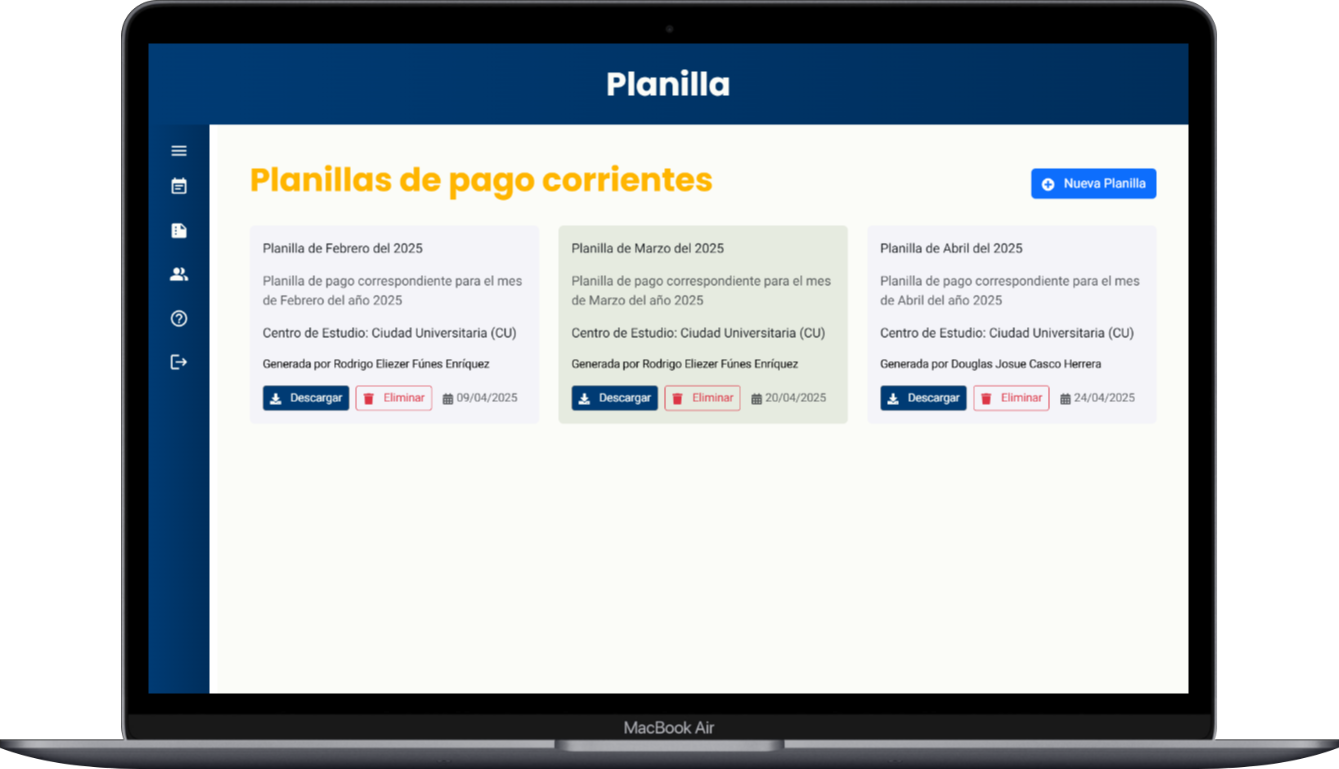 Planilla
Planillas de pago corrientes
Nueva Planilla
Planilla de Febrero del 2025
Planilla de pago correspondiente para el mes
de Febrero del año 2025
Centro de Estudio: Ciudad Universitaria (CU)
Generada por Rodrigo Eliezer Fúnes Enríquez
Descargar Eliminar 09/04/2025
Planilla de Marzo del 2025
Planilla de pago correspondiente para el mes
de Marzo del año 2025
Centro de Estudio: Ciudad Universitaria (CU)
Generada por Rodrigo Eliezer Fúnes Enríquez
Descargar Eliminar 20/04/2025
Planilla de Abril del 2025
Planilla de pago correspondiente para el mes
de Abril del año 2025
Centro de Estudio: Ciudad Universitaria (CU)
Generada por Douglas Josue Casco Herrera
Descargar Eliminar 24/04/2025
MacBook Air